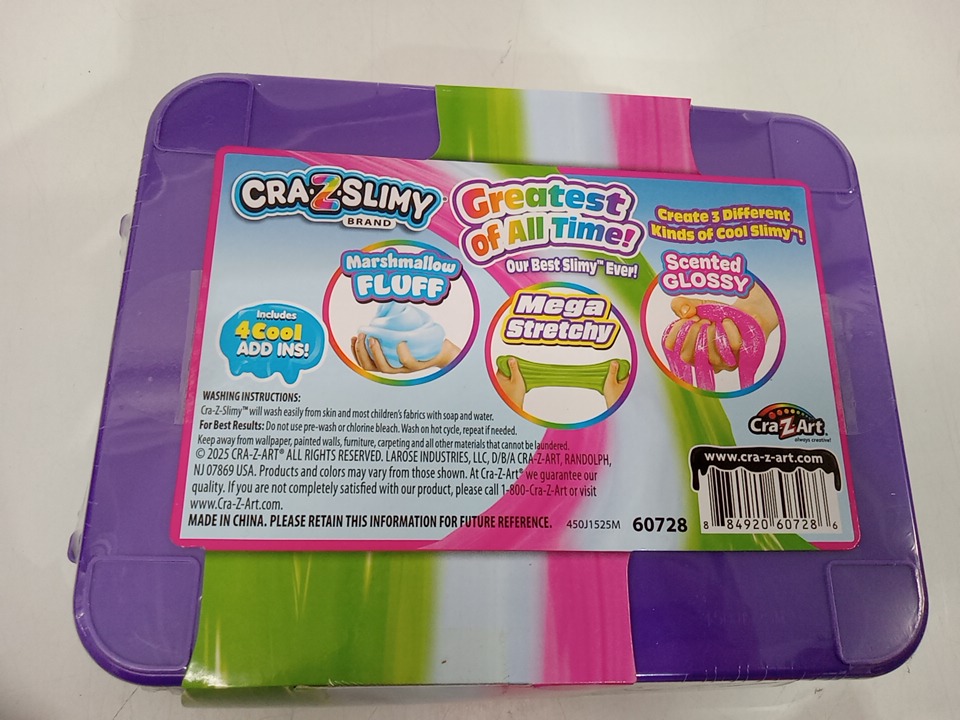 CRA·Z·SLIMY
BRAND
Greatest
of All Time!
Our Best Slimy™ Ever!
Create 3 Different
Kinds of Cool Slimy™!
Marshmallow
FLUFF
Mega
Stretchy
Scented
GLOSSY
Includes
4 Cool
ADD INS!
WASHING INSTRUCTIONS:
Cra-Z-Slimy™ will wash easily from skin and most children's fabrics with soap and water.
For Best Results: Do not use pre-wash or chlorine bleach. Wash on hot cycle, repeat if needed.
Keep away from wallpaper, painted walls, furniture, carpeting and all other materials that cannot be laundered.
© 2025 CRA-Z-ART® ALL RIGHTS RESERVED. LAROSE INDUSTRIES, LLC, D/B/A CRA-Z-ART, RANDOLPH,
NJ 07869 USA. Products and colors may vary from those shown. At Cra-Z-Art® we guarantee our
quality. If you are not completely satisfied with our product, please call 1-800-Cra-Z-Art or visit
www.Cra-Z-Art.com.
MADE IN CHINA. PLEASE RETAIN THIS INFORMATION FOR FUTURE REFERENCE. 450J1525M 60728
Cra·Z·Art
always creative!
www.cra-z-art.com
8 84920 60728 6